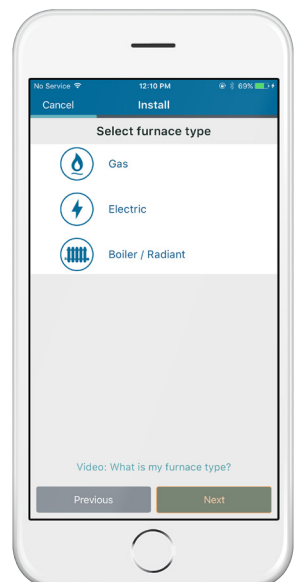 No Service 12:10 PM 69%
Cancel Install
Select furnace type
Gas
Electric
Boiler / Radiant
Video: What is my furnace type?
Previous Next